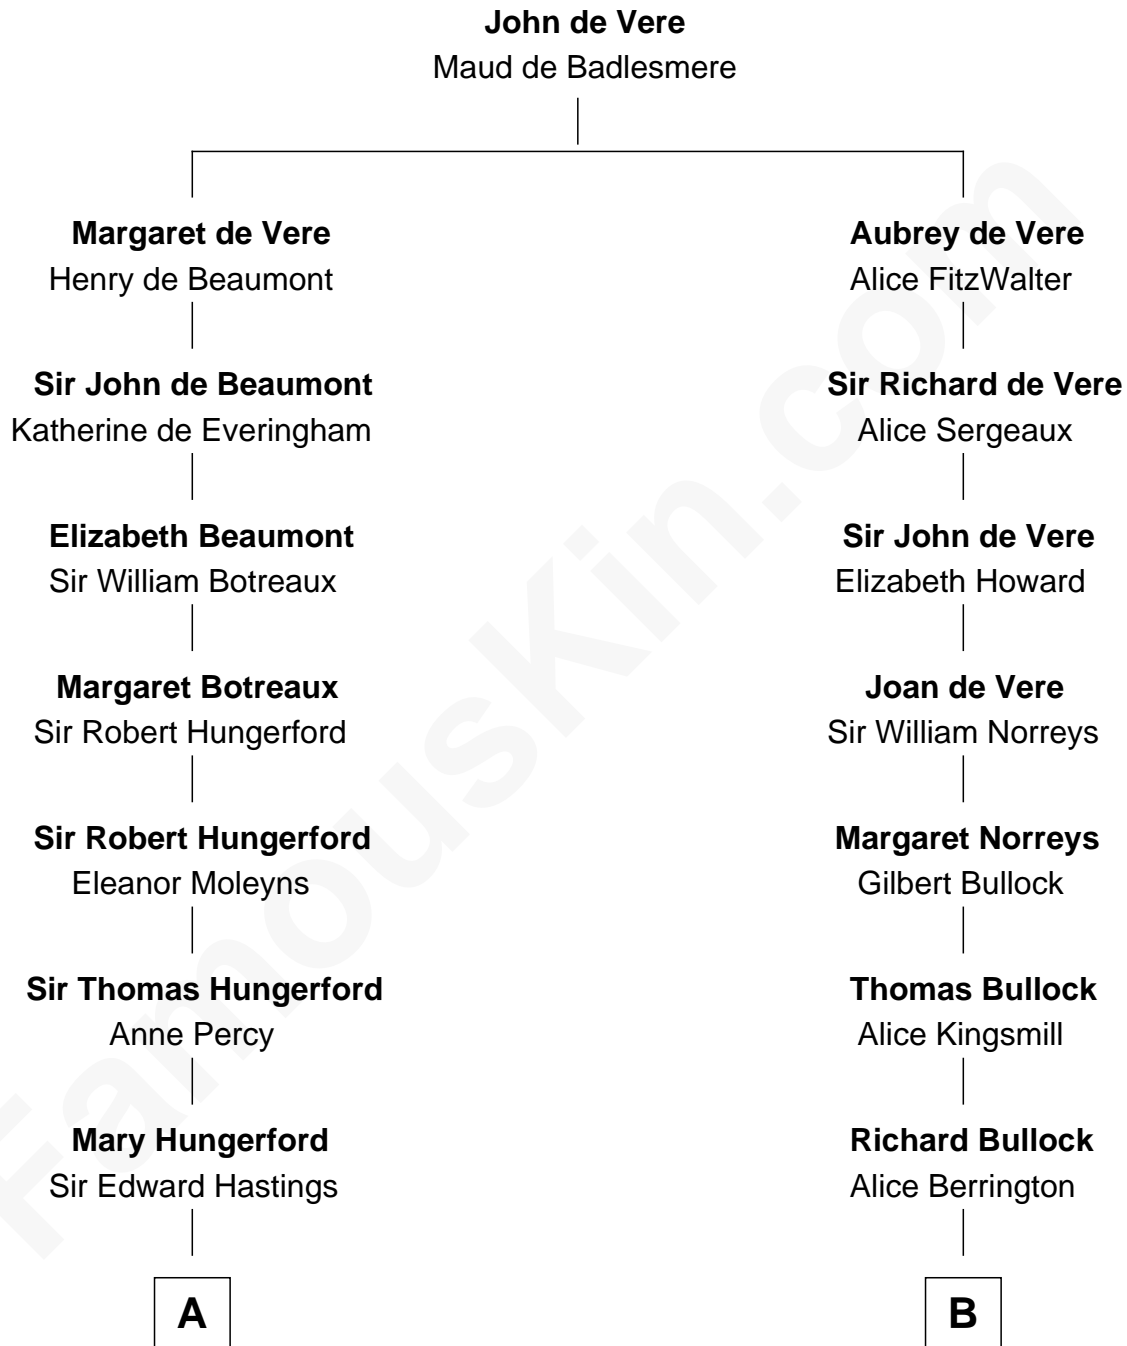 John de Vere
Maud de Badlesmere
Margaret de Vere
Henry de Beaumont
Aubrey de Vere
Alice FitzWalter
Sir John de Beaumont
Katherine de Everingham
Sir Richard de Vere
Alice Sergeaux
Elizabeth Beaumont
Sir William Botreaux
Sir John de Vere
Elizabeth Howard
Margaret Botreaux
Sir Robert Hungerford
Joan de Vere
Sir William Norreys
Sir Robert Hungerford
Eleanor Moleyns
Margaret Norreys
Gilbert Bullock
Sir Thomas Hungerford
Anne Percy
Thomas Bullock
Alice Kingsmill
Mary Hungerford
Sir Edward Hastings
Richard Bullock
Alice Berrington
A
B
FamousKin.com